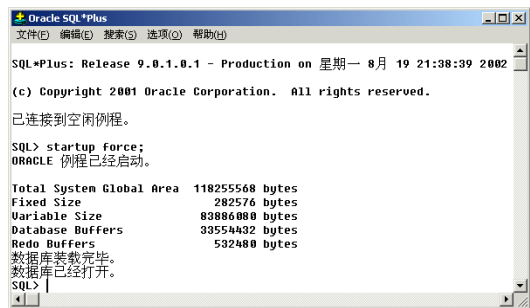 Oracle SQL*Plus
文件(F) 编辑(E) 搜索(S) 选项(O) 帮助(H)
SQL*Plus: Release 9.0.1.0.1 - Production on 星期一 8月 19 21:38:39 2002
(c) Copyright 2001 Oracle Corporation.  All rights reserved.
已连接到空闲例程。
SQL> startup force;
ORACLE 例程已经启动。
Total System Global Area  118255568 bytes
Fixed Size                   282576 bytes
Variable Size              83886080 bytes
Database Buffers           33554432 bytes
Redo Buffers                 532480 bytes
数据库装载完毕。
数据库已经打开。
SQL>